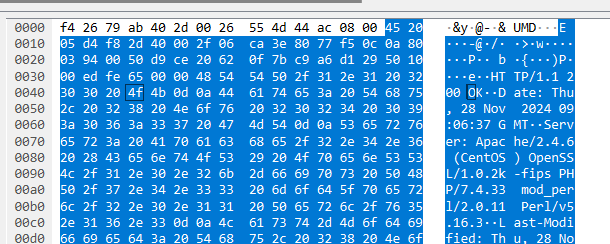 0000 f4 26 79 ab 40 2d 00 26 55 4d 44 ac 08 00 45 20 ·&y·@-·& UMD···E
0010 05 d4 f8 2d 40 00 2f 06 ca 3e 80 77 f5 0c 0a 80 ···-@·/· ·>·w····
0020 03 94 00 50 d9 ce 20 62 0f 7b c9 a6 d1 29 50 10 ···P·· b ·{···)P·
0030 00 ed fe 65 00 00 48 54 54 50 2f 31 2e 31 20 32 ···e··HT TP/1.1 2
0040 30 30 20 4f 4b 0d 0a 44 61 74 65 3a 20 54 68 75 00 OK··D ate: Thu
0050 2c 20 32 38 20 4e 6f 76 20 32 30 32 34 20 30 39 , 28 Nov 2024 09
0060 3a 30 36 3a 33 37 20 47 4d 54 0d 0a 53 65 72 76 :06:37 G MT··Serv
0070 65 72 3a 20 41 70 61 63 68 65 2f 32 2e 34 2e 36 er: Apac he/2.4.6
0080 20 28 43 65 6e 74 4f 53 29 20 4f 70 65 6e 53 53 (CentOS ) OpenSS
0090 4c 2f 31 2e 30 2e 32 6b 2d 66 69 70 73 20 50 48 L/1.0.2k -fips PH
00a0 50 2f 37 2e 34 2e 33 33 20 6d 6f 64 5f 70 65 72 P/7.4.33 mod_per
00b0 6c 2f 32 2e 30 2e 31 31 20 50 65 72 6c 2f 76 35 l/2.0.11 Perl/v5
00c0 2e 31 36 2e 33 0d 0a 4c 61 73 74 2d 4d 6f 64 69 .16.3··L ast-Modi
66 69 65 64 3a 20 54 68 75 2c 20 32 38 20 4e 6f fied: Th u, 28 No